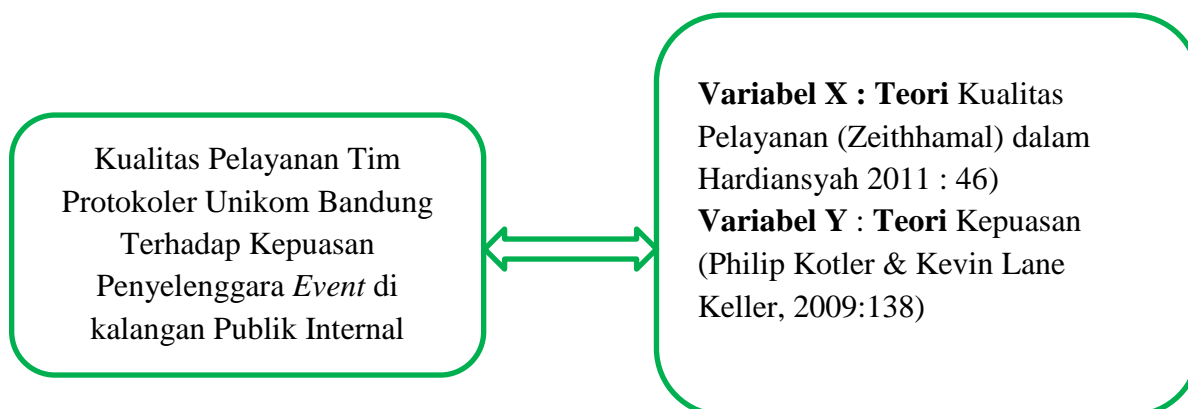 Kualitas Pelayanan Tim
Protokoler Unikom Bandung
Terhadap Kepuasan
Penyelenggara Event di
kalangan Publik Internal
Variabel X : Teori Kualitas
Pelayanan (Zeithhamal) dalam
Hardiansyah 2011 : 46)
Variabel Y : Teori Kepuasan
(Philip Kotler & Kevin Lane
Keller, 2009:138)